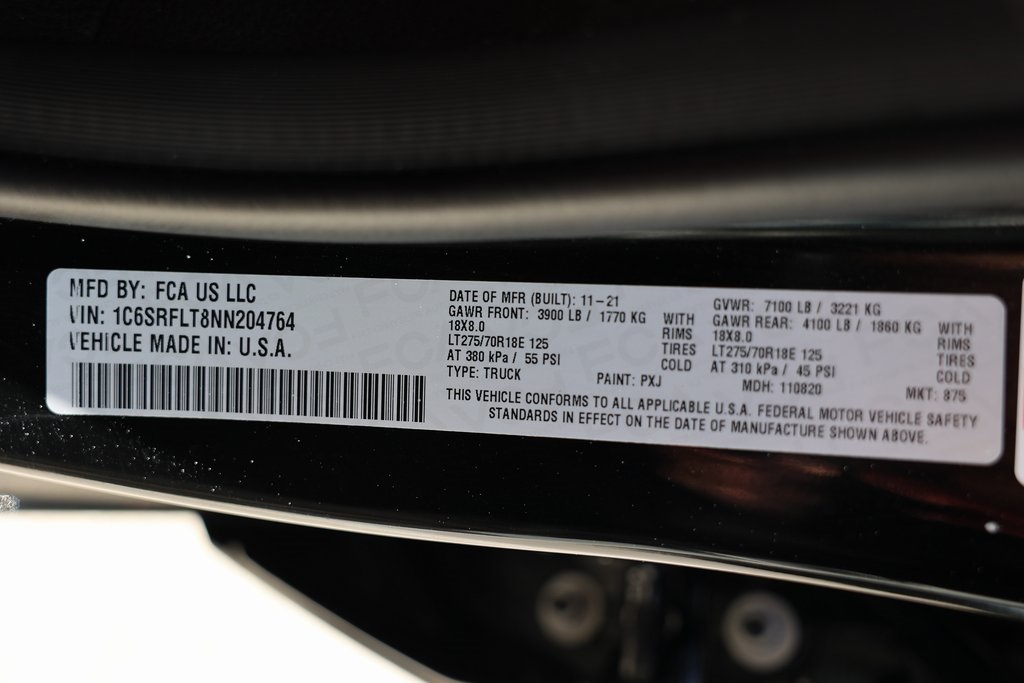 MFD BY: FCA US LLC
VIN: 1C6SRFLT8NN204764
VEHICLE MADE IN: U.S.A.
DATE OF MFR (BUILT): 11-21
GAWR FRONT: 3900 LB / 1770 KG WITH
18X8.0 RIMS
LT275/70R18E 125 TIRES
AT 380 kPa / 55 PSI COLD
TYPE: TRUCK PAINT: PXJ
GVWR: 7100 LB / 3221 KG
GAWR REAR: 4100 LB / 1860 KG WITH
18X8.0 RIMS
LT275/70R18E 125 TIRES
AT 310 kPa / 45 PSI COLD
MDH: 110820 MKT: 875
THIS VEHICLE CONFORMS TO ALL APPLICABLE U.S.A. FEDERAL MOTOR VEHICLE SAFETY
STANDARDS IN EFFECT ON THE DATE OF MANUFACTURE SHOWN ABOVE.